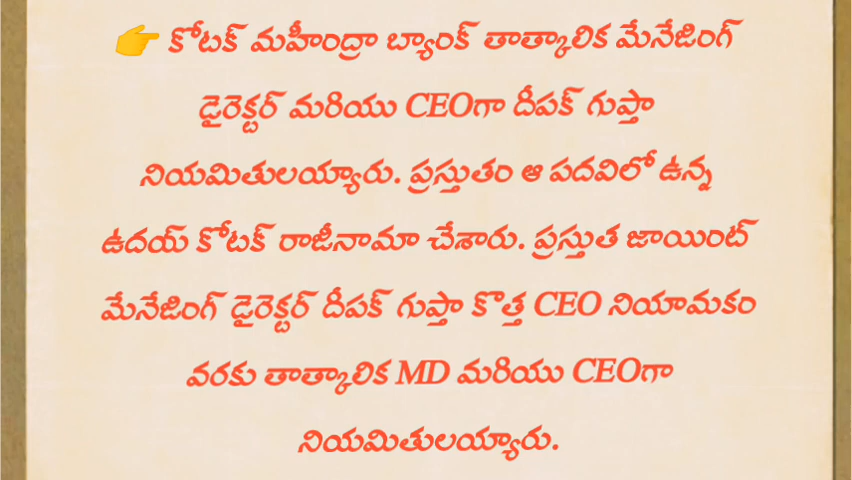 👉 కోటక్ మహీంద్రా బ్యాంక్ తాత్కాలిక మేనేజింగ్
డైరెక్టర్ మరియు CEOగా దీపక్ గుప్తా
నియమితులయ్యారు. ప్రస్తుతం ఆ పదవిలో ఉన్న
ఉదయ్ కోటక్ రాజీనామా చేశారు. ప్రస్తుత జాయింట్
మేనేజింగ్ డైరెక్టర్ దీపక్ గుప్తా కొత్త CEO నియామకం
వరకు తాత్కాలిక MD మరియు CEOగా
నియమితులయ్యారు.